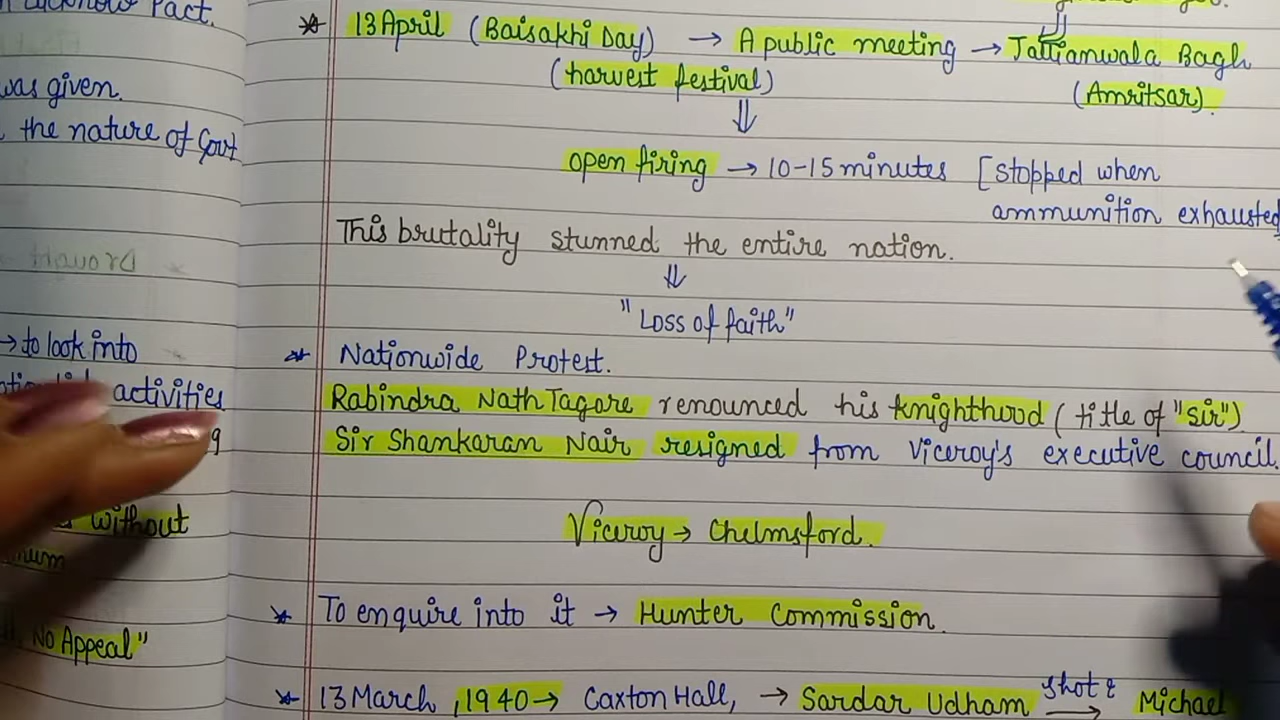 Pact.
was given.
the nature of Govt
→ to look into
activities
9
without
No Appeal"
* 13 April (Baisakhi Day) → A public meeting → Jallianwala Bagh
(harvest festival) (Amritsar).
⇓
open firing → 10-15 minutes [stopped when
ammunition exhausted
This brutality stunned the entire nation.
⇓
"Loss of faith"
* Nationwide Protest.
Rabindra Nath Tagore renounced his knighthood (title of "Sir")
Sir Shankaran Nair resigned from Viceroy's executive council.
Viceroy → Chelmsford.
* To enquire into it → Hunter Commission.
* 13 March, 1940 → Caxton Hall, → Sardar Udham shot → Michael